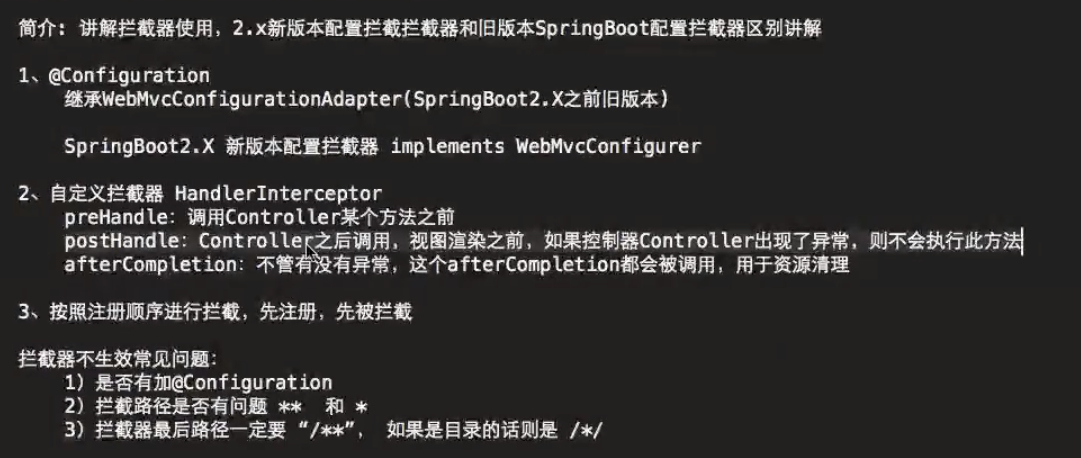 简介: 讲解拦截器使用，2.x新版本配置拦截拦截器和旧版本SpringBoot配置拦截器区别讲解
1、@Configuration
继承WebMvcConfigurationAdapter(SpringBoot2.X之前旧版本)
SpringBoot2.X 新版本配置拦截器 implements WebMvcConfigurer
2、自定义拦截器 HandlerInterceptor
preHandle: 调用Controller某个方法之前
postHandle: Controller之后调用，视图渲染之前，如果控制器Controller出现了异常，则不会执行此方法
afterCompletion: 不管有没有异常，这个afterCompletion都会被调用，用于资源清理
3、按照注册顺序进行拦截，先注册，先被拦截
拦截器不生效常见问题:
1) 是否有加@Configuration
2) 拦截路径是否有问题 ** 和 *
3) 拦截器最后路径一定要 “/**”， 如果是目录的话则是 /*/